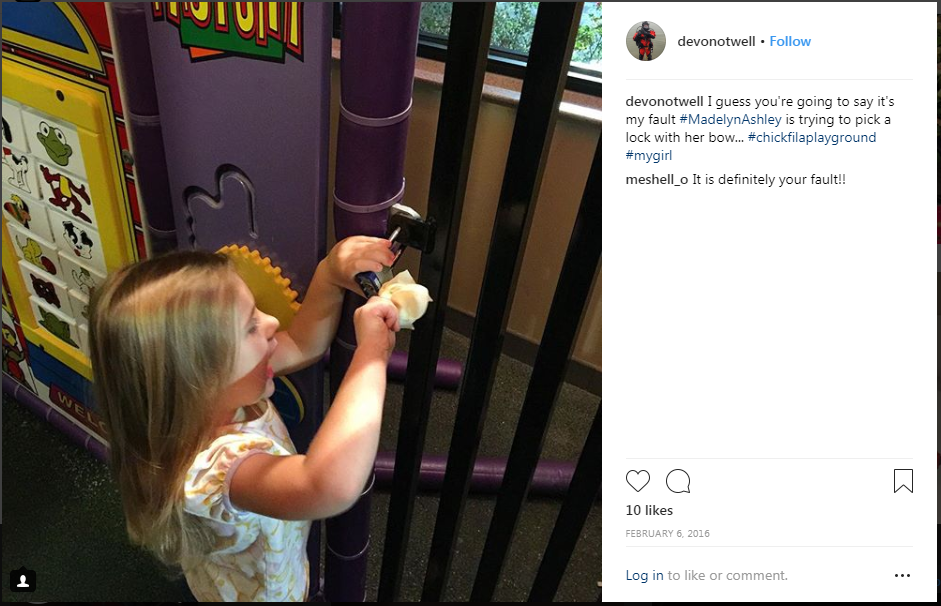 devonotwell • Follow
devonotwell I guess you're going to say it's
my fault #MadelynAshley is trying to pick a
lock with her bow... #chickfilaplayground
#mygirl
meshell_o It is definitely your fault!!
10 likes
FEBRUARY 6, 2016
Log in to like or comment.